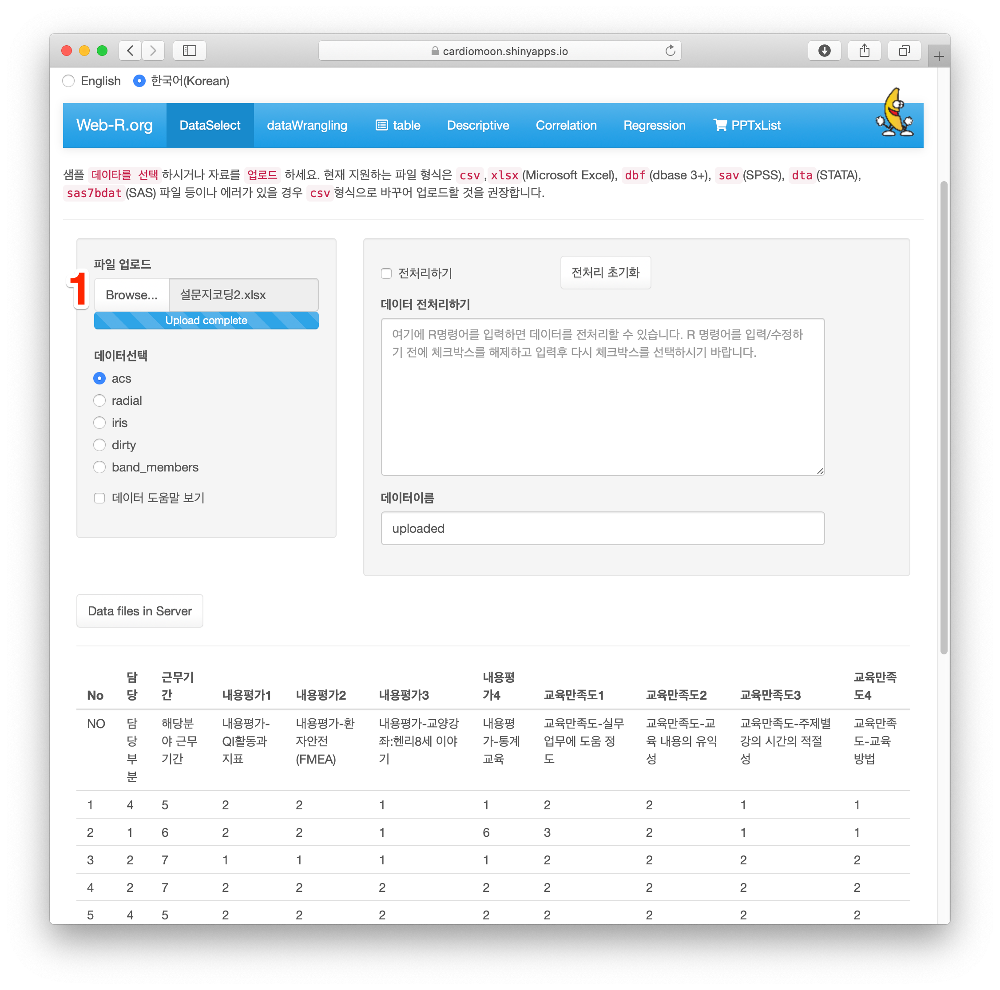 cardiomoon.shinyapps.io
English 한국어(Korean)
Web-R.org DataSelect dataWrangling table Descriptive Correlation Regression PPTxList
샘플 데이타를 선택 하시거나 자료를 업로드 하세요. 현재 지원하는 파일 형식은 csv , xlsx (Microsoft Excel), dbf (dbase 3+), sav (SPSS), dta (STATA),
sas7bdat (SAS) 파일 등이나 에러가 있을 경우 csv 형식으로 바꾸어 업로드할 것을 권장합니다.
파일 업로드
1
Browse... 설문지코딩2.xlsx
Upload complete
데이터선택
acs
radial
iris
dirty
band_members
데이터 도움말 보기
전처리하기 전처리 초기화
데이터 전처리하기
여기에 R명령어를 입력하면 데이터를 전처리할 수 있습니다. R 명령어를 입력/수정하
기 전에 체크박스를 해제하고 입력후 다시 체크박스를 선택하시기 바랍니다.
데이터이름
uploaded
Data files in Server
No 담당 근무기간 내용평가1 내용평가2 내용평가3 내용평가4 교육만족도1 교육만족도2 교육만족도3 교육만족도4
NO 담당부분 해당분야 근무기간 내용평가-QI활동과 지표 내용평가-환자안전(FMEA) 내용평가-교양강좌:헨리8세 이야기 내용평가-통계교육 교육만족도-실무업무에 도움 정도 교육만족도-교육 내용의 유익성 교육만족도-주제별 강의 시간의 적절성 교육만족도-교육방법
1 4 5 2 2 1 1 2 2 1 1
2 1 6 2 2 1 6 3 2 1 1
3 2 7 1 1 1 1 2 2 2 2
4 2 7 2 2 2 2 2 2 2 2
5 4 5 2 2 2 2 2 2 2 2